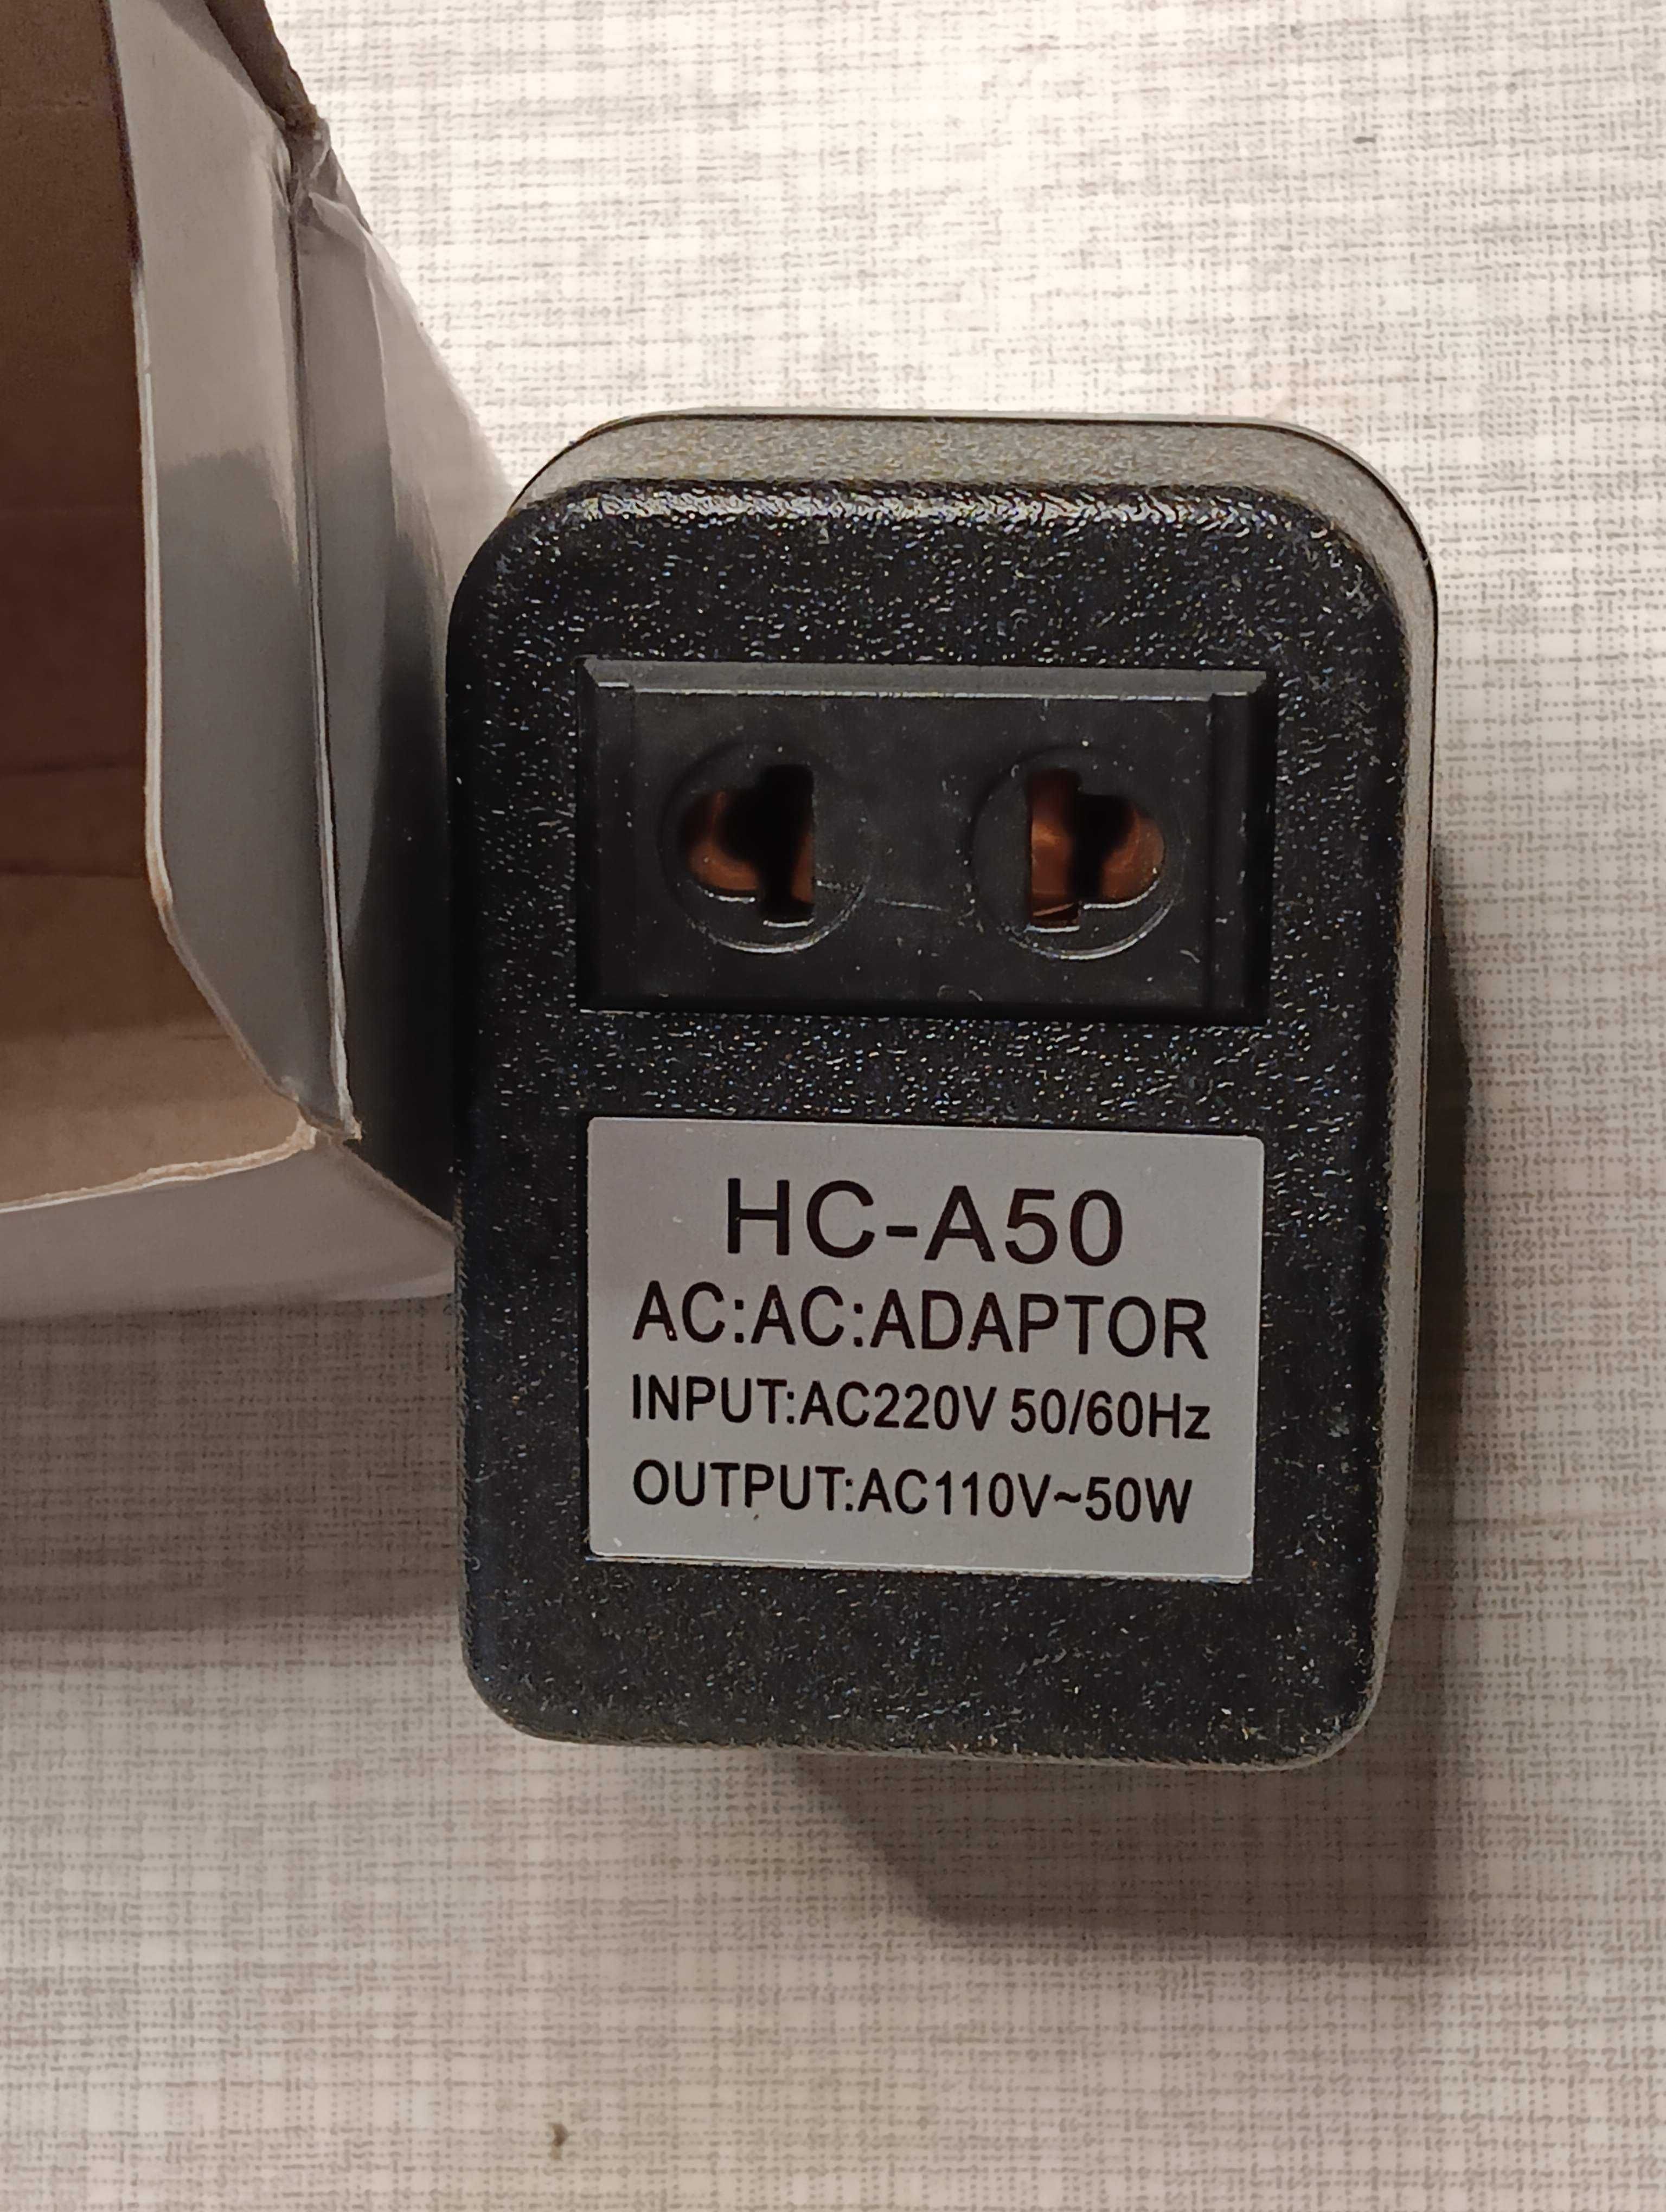 HC-A50
AC:AC:ADAPTOR
INPUT:AC220V 50/60Hz
OUTPUT:AC110V~50W